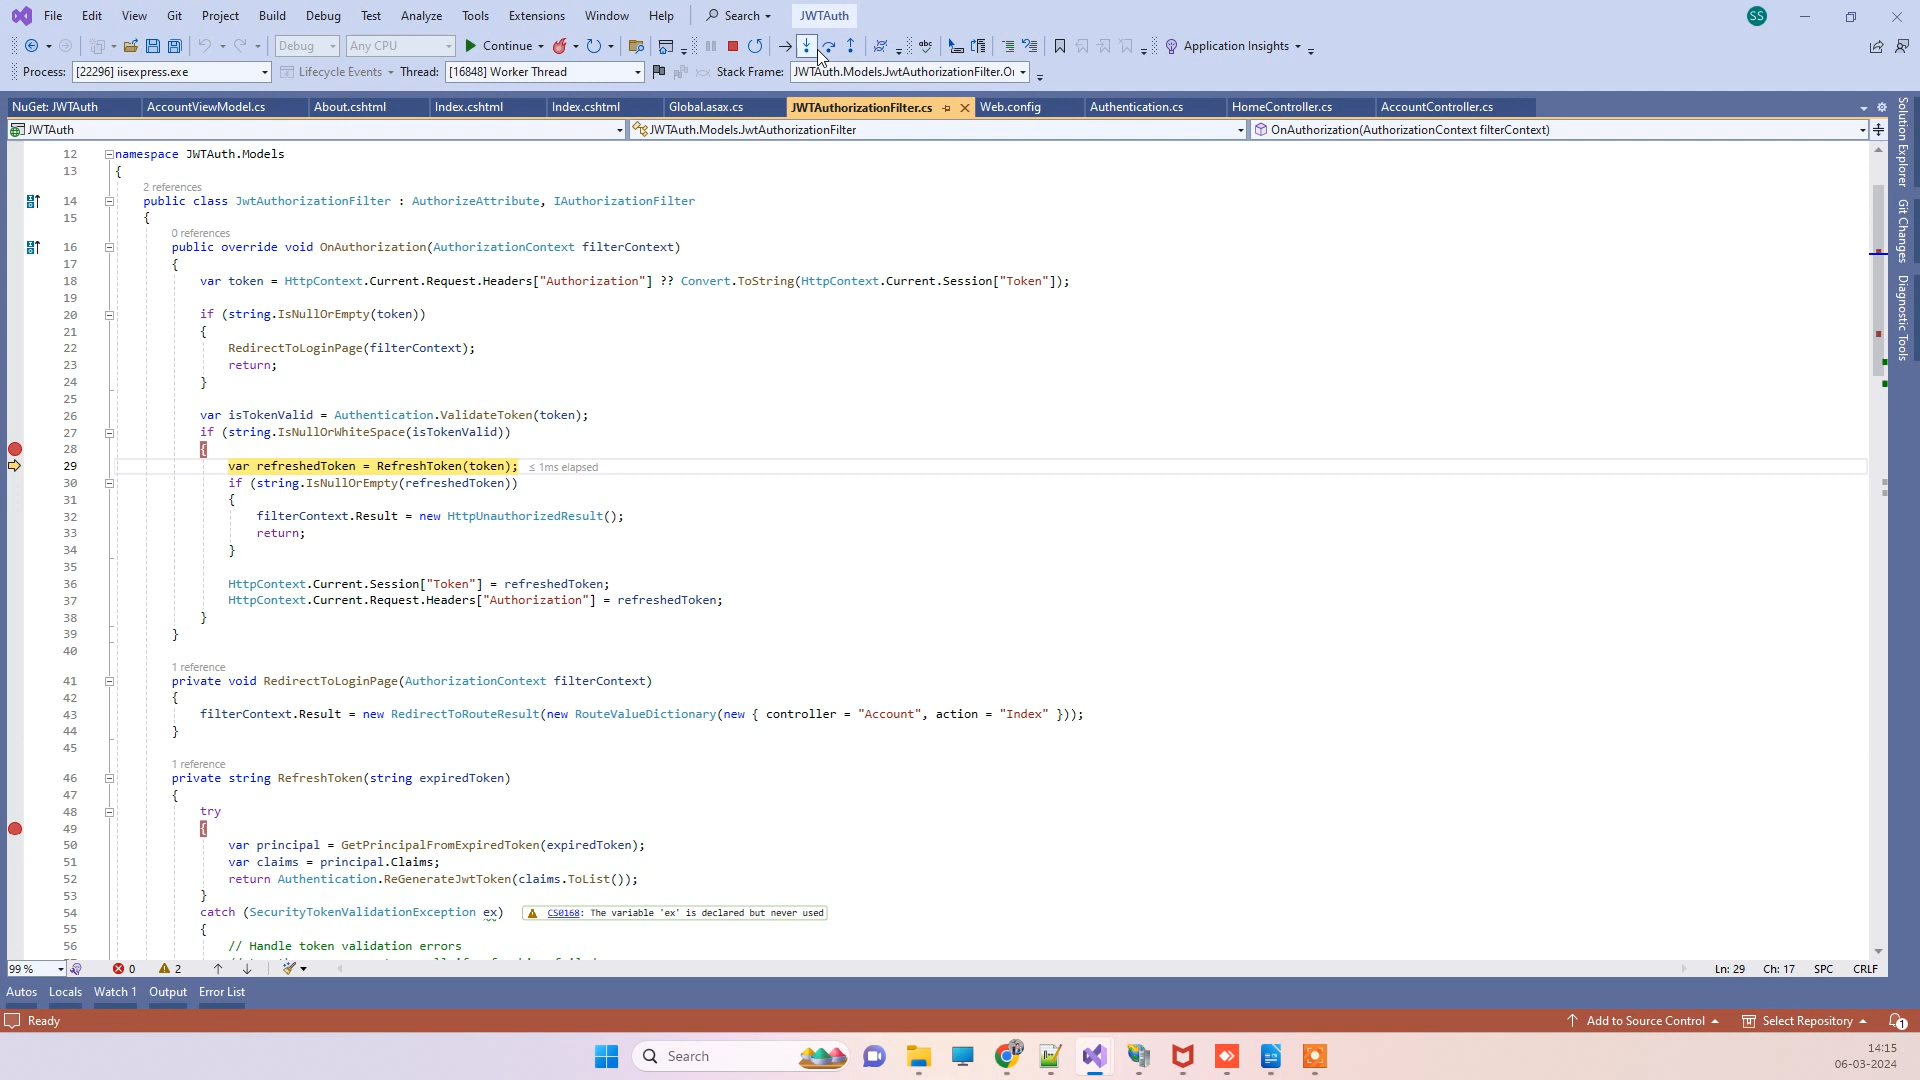 File Edit View Git Project Build Debug Test Analyze Tools Extensions Window Help Search JWTAuth SS
Debug Any CPU Continue abc Application Insights
Process: [22296] iisexpress.exe Lifecycle Events Thread: [16848] Worker Thread Stack Frame: JWTAuth.Models.JwtAuthorizationFilter.O
NuGet: JWTAuth AccountViewModel.cs About.cshtml Index.cshtml Index.cshtml Global.asax.cs JWTAuthorizationFilter.cs Web.config Authentication.cs HomeController.cs AccountController.cs
JWTAuth JWTAuth.Models.JwtAuthorizationFilter OnAuthorization(AuthorizationContext filterContext)
12 namespace JWTAuth.Models
13 {
2 references
14 public class JwtAuthorizationFilter : AuthorizeAttribute, IAuthorizationFilter
15 {
0 references
16 public override void OnAuthorization(AuthorizationContext filterContext)
17 {
18 var token = HttpContext.Current.Request.Headers["Authorization"] ?? Convert.ToString(HttpContext.Current.Session["Token"]);
19
20 if (string.IsNullOrEmpty(token))
21 {
22 RedirectToLoginPage(filterContext);
23 return;
24 }
25
26 var isTokenValid = Authentication.ValidateToken(token);
27 if (string.IsNullOrWhiteSpace(isTokenValid))
28 {
29 var refreshedToken = RefreshToken(token); ≤ 1ms elapsed
30 if (string.IsNullOrEmpty(refreshedToken))
31 {
32 filterContext.Result = new HttpUnauthorizedResult();
33 return;
34 }
35
36 HttpContext.Current.Session["Token"] = refreshedToken;
37 HttpContext.Current.Request.Headers["Authorization"] = refreshedToken;
38 }
39 }
40
1 reference
41 private void RedirectToLoginPage(AuthorizationContext filterContext)
42 {
43 filterContext.Result = new RedirectToRouteResult(new RouteValueDictionary(new { controller = "Account", action = "Index" }));
44 }
45
1 reference
46 private string RefreshToken(string expiredToken)
47 {
48 try
49 {
50 var principal = GetPrincipalFromExpiredToken(expiredToken);
51 var claims = principal.Claims;
52 return Authentication.ReGenerateJwtToken(claims.ToList());
53 }
54 catch (SecurityTokenValidationException ex) CS0168: The variable 'ex' is declared but never used
55 {
56 // Handle token validation errors
Solution Explorer
Git Changes
Diagnostic Tools
99 % 0 2 Ln: 29 Ch: 17 SPC CRLF
Autos Locals Watch 1 Output Error List
Ready Add to Source Control Select Repository 1
Search
14:15
06-03-2024